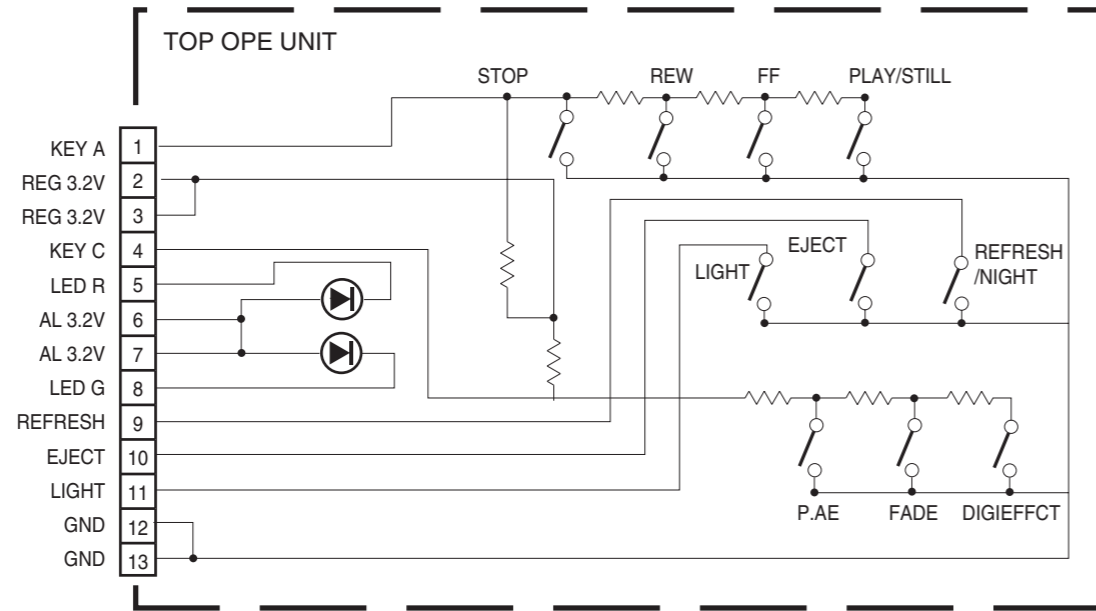 TOP OPE UNIT
STOP REW FF PLAY/STILL
KEY A 1
REG 3.2V 2
REG 3.2V 3
KEY C 4
LED R 5
AL 3.2V 6
AL 3.2V 7
LED G 8
REFRESH 9
EJECT 10
LIGHT 11
GND 12
GND 13
LIGHT
EJECT
REFRESH
/NIGHT
P.AE FADE DIGIEFFCT